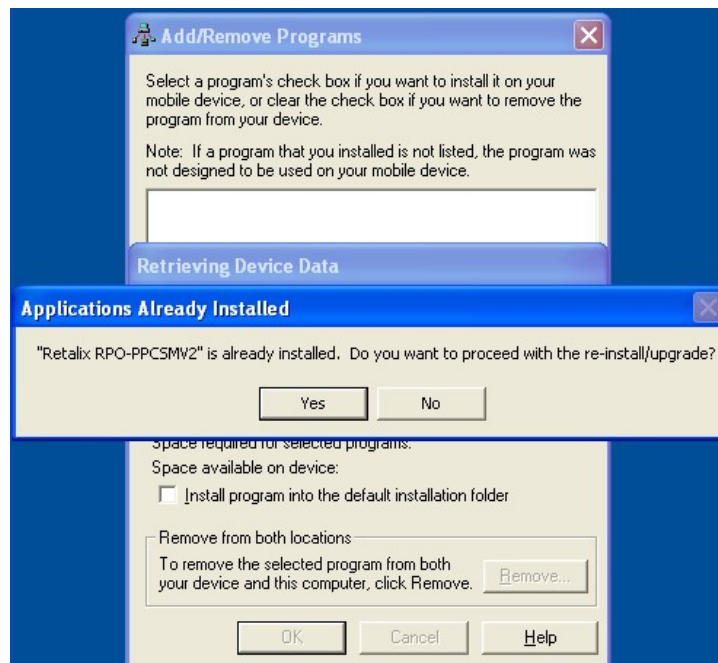 Add/Remove Programs
Select a program's check box if you want to install it on your
mobile device, or clear the check box if you want to remove the
program from your device.
Note: If a program that you installed is not listed, the program was
not designed to be used on your mobile device.
Retrieving Device Data
Applications Already Installed
"Retalix RPO-PPCSMV2" is already installed. Do you want to proceed with the re-install/upgrade?
Yes
No
Space required for selected programs:
Space available on device:
Install program into the default installation folder
Remove from both locations
To remove the selected program from both
your device and this computer, click Remove.
Remove...
OK
Cancel
Help